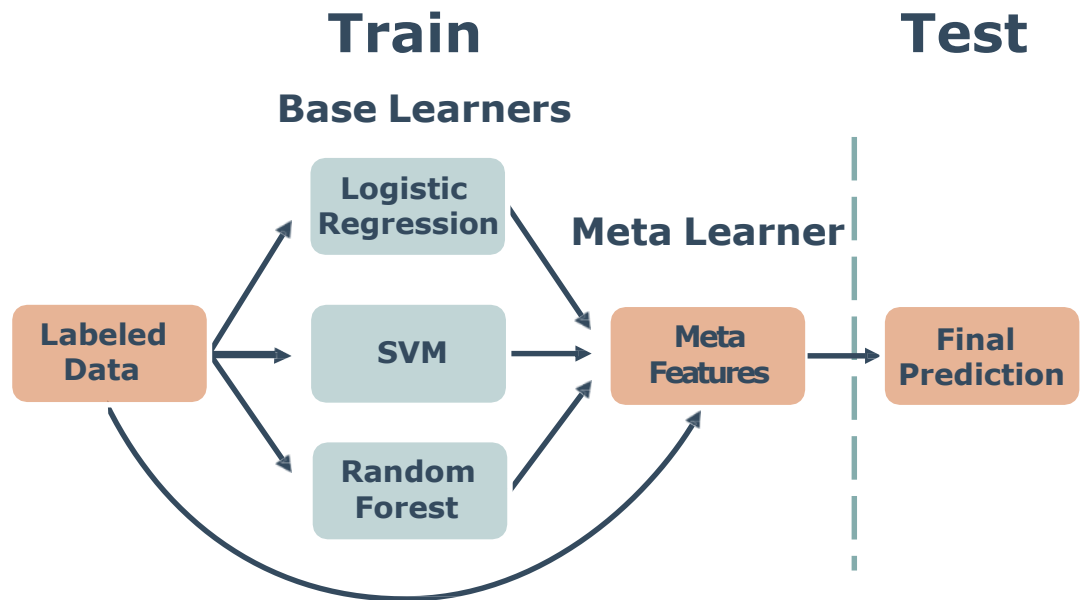 Train
Test
Base Learners
Logistic
Regression
Meta Learner
Labeled
Data
SVM
Meta
Features
Final
Prediction
Random
Forest